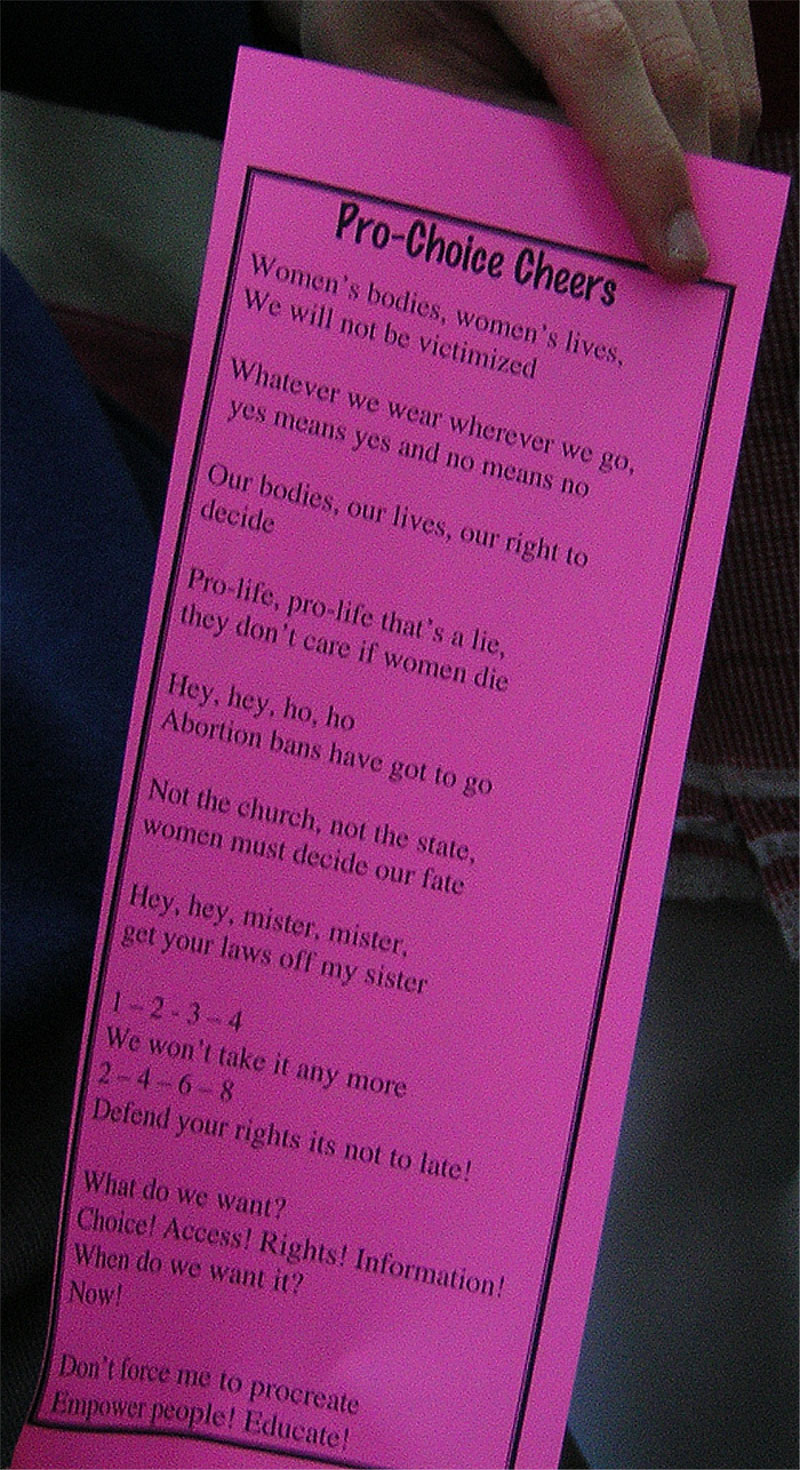 Pro-Choice Cheers
Women's bodies, women's lives,
We will not be victimized
Whatever we wear wherever we go,
yes means yes and no means no
Our bodies, our lives, our right to
decide
Pro-life, pro-life that's a lie,
they don't care if women die
Hey, hey, ho, ho
Abortion bans have got to go
Not the church, not the state,
women must decide our fate
Hey, hey, mister, mister,
get your laws off my sister
1 – 2 - 3 – 4
We won't take it any more
2 – 4 – 6 – 8
Defend your rights its not to late!
What do we want?
Choice! Access! Rights! Information!
When do we want it?
Now!
Don't force me to procreate
Empower people! Educate!